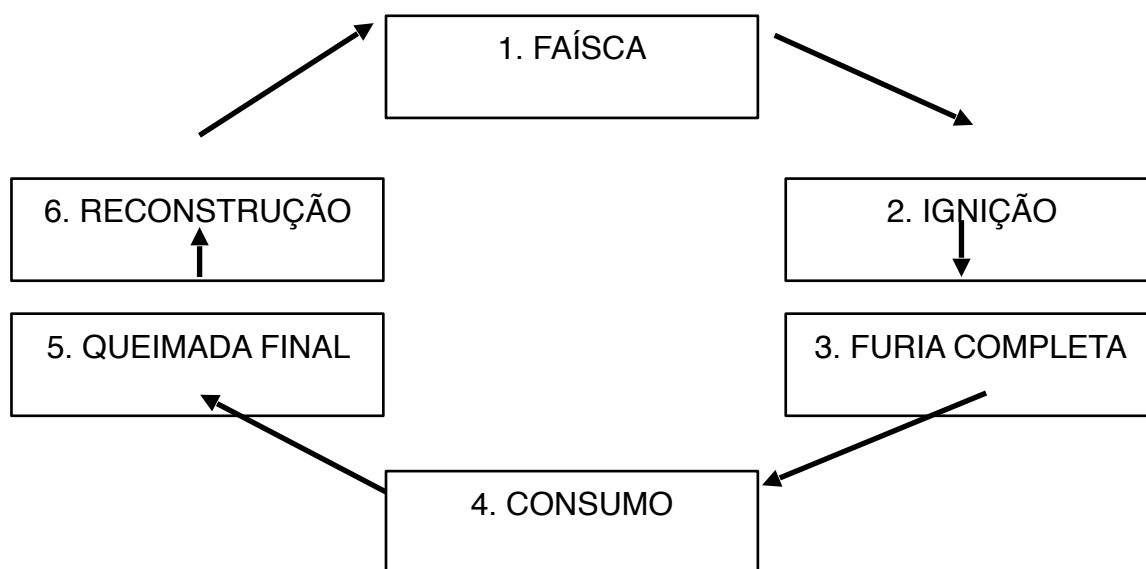 1. FAÍSCA
2. IGNIÇÃO
3. FURIA COMPLETA
4. CONSUMO
5. QUEIMADA FINAL
6. RECONSTRUÇÃO